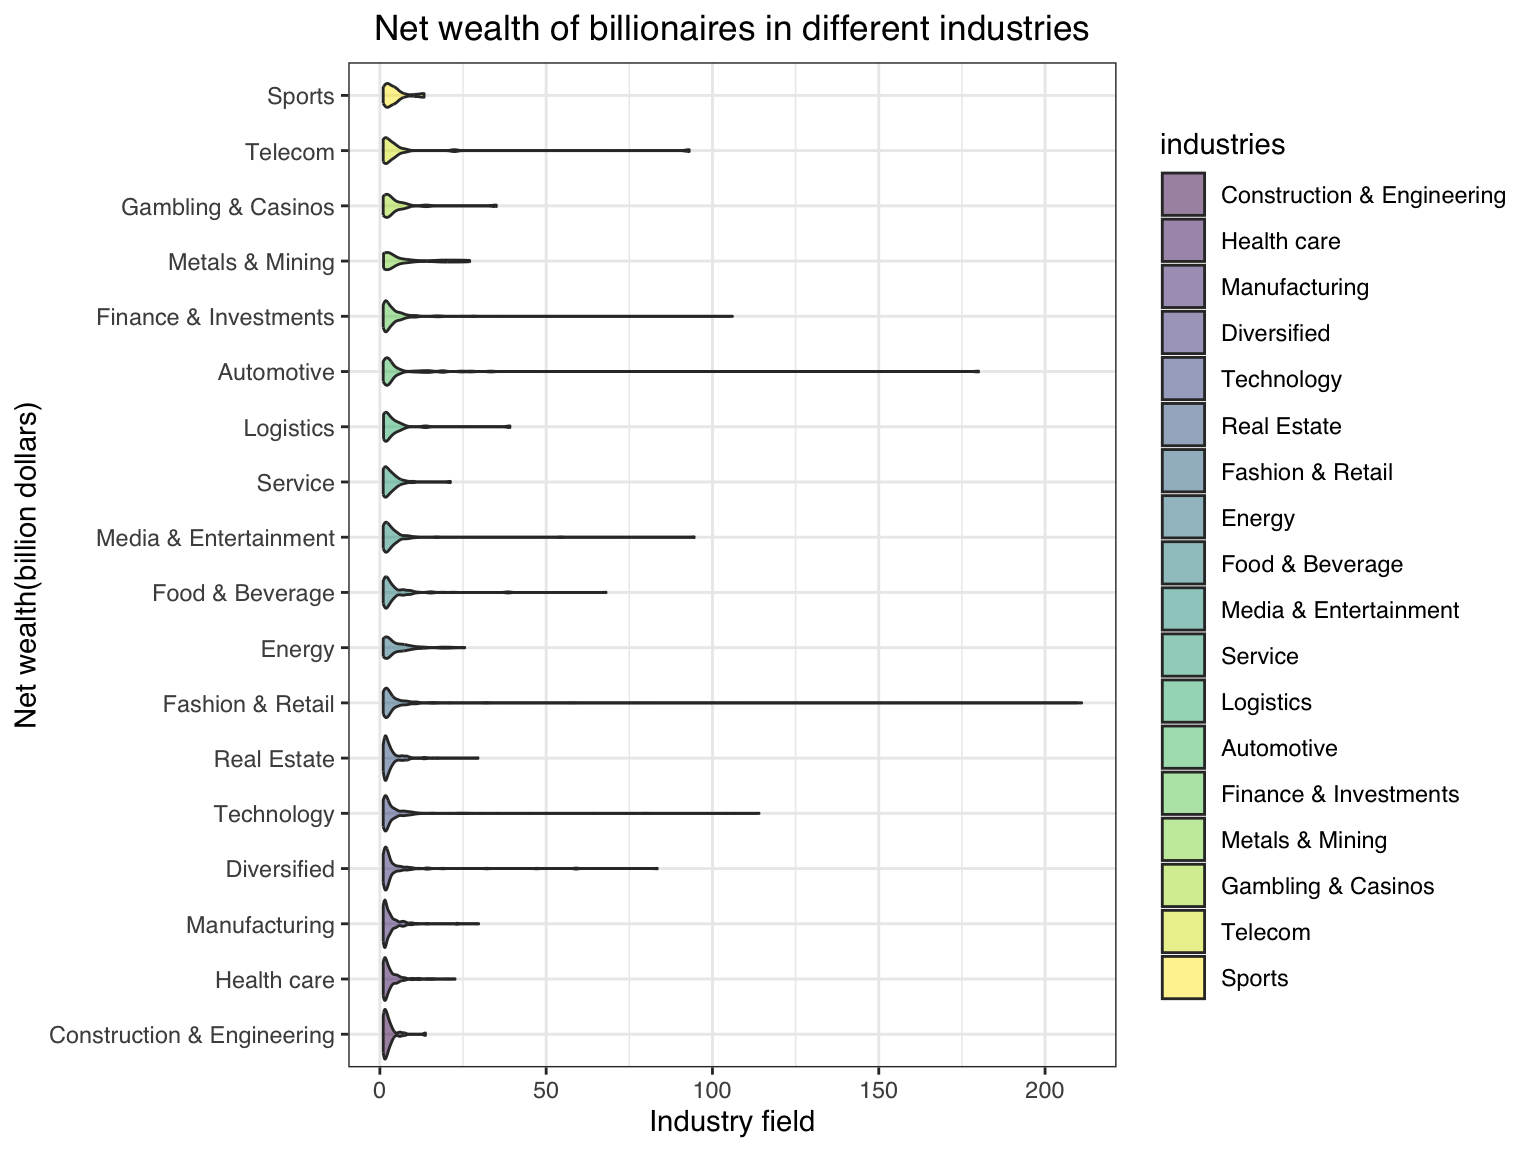 Net wealth of billionaires in different industries
Net wealth(billion dollars)
Sports
Telecom
Gambling & Casinos
Metals & Mining
Finance & Investments
Automotive
Logistics
Service
Media & Entertainment
Food & Beverage
Energy
Fashion & Retail
Real Estate
Technology
Diversified
Manufacturing
Health care
Construction & Engineering
0 50 100 150 200
Industry field
industries
Construction & Engineering
Health care
Manufacturing
Diversified
Technology
Real Estate
Fashion & Retail
Energy
Food & Beverage
Media & Entertainment
Service
Logistics
Automotive
Finance & Investments
Metals & Mining
Gambling & Casinos
Telecom
Sports